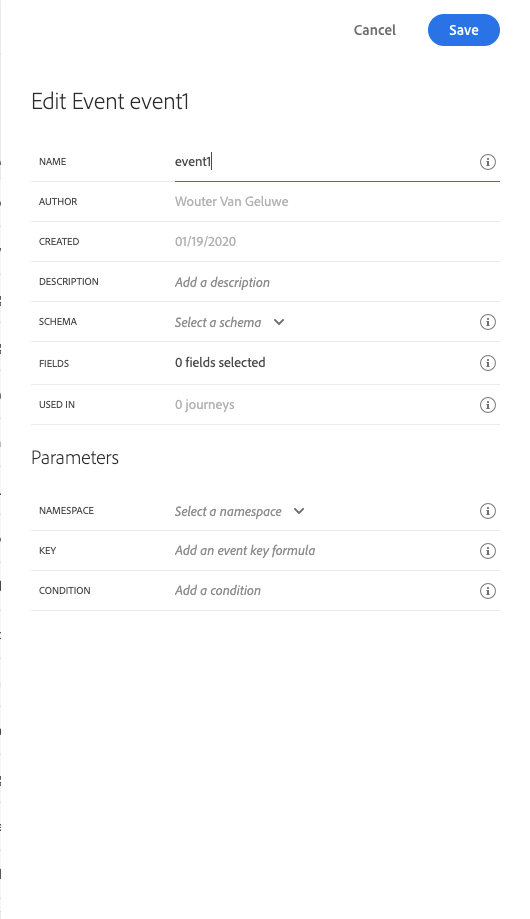 Cancel Save
Edit Event event1
NAME event1
AUTHOR Wouter Van Geluwe
CREATED 01/19/2020
DESCRIPTION Add a description
SCHEMA Select a schema
FIELDS 0 fields selected
USED IN 0 journeys
Parameters
NAMESPACE Select a namespace
KEY Add an event key formula
CONDITION Add a condition